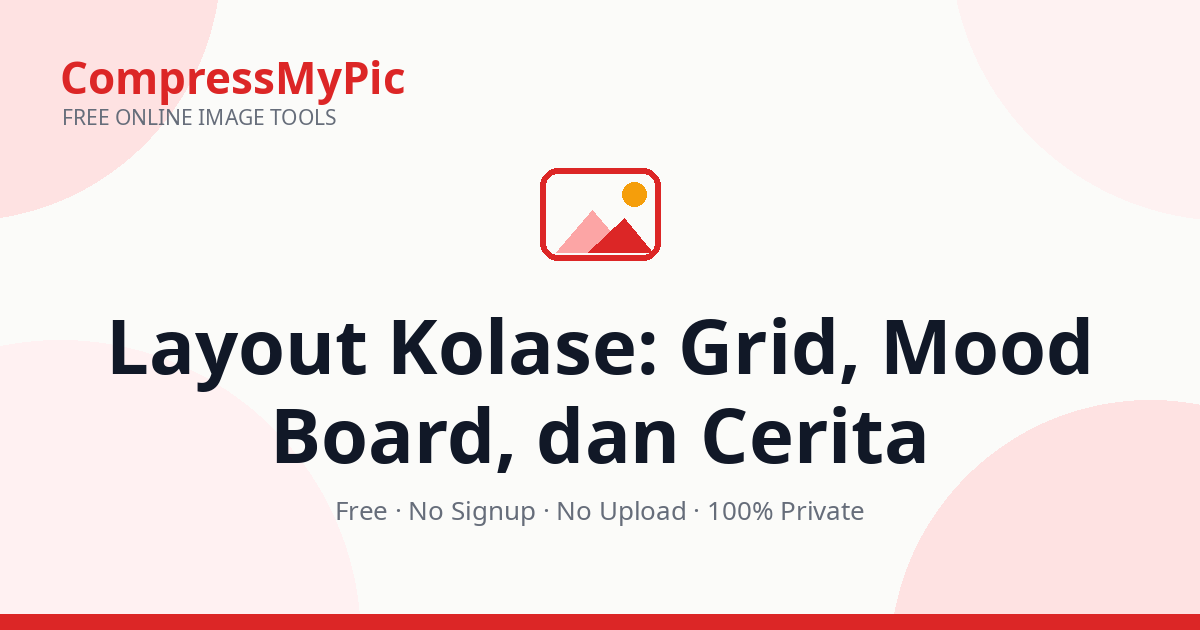 CompressMyPic
FREE ONLINE IMAGE TOOLS
Layout Kolase: Grid, Mood
Board, dan Cerita
Free · No Signup · No Upload · 100% Private